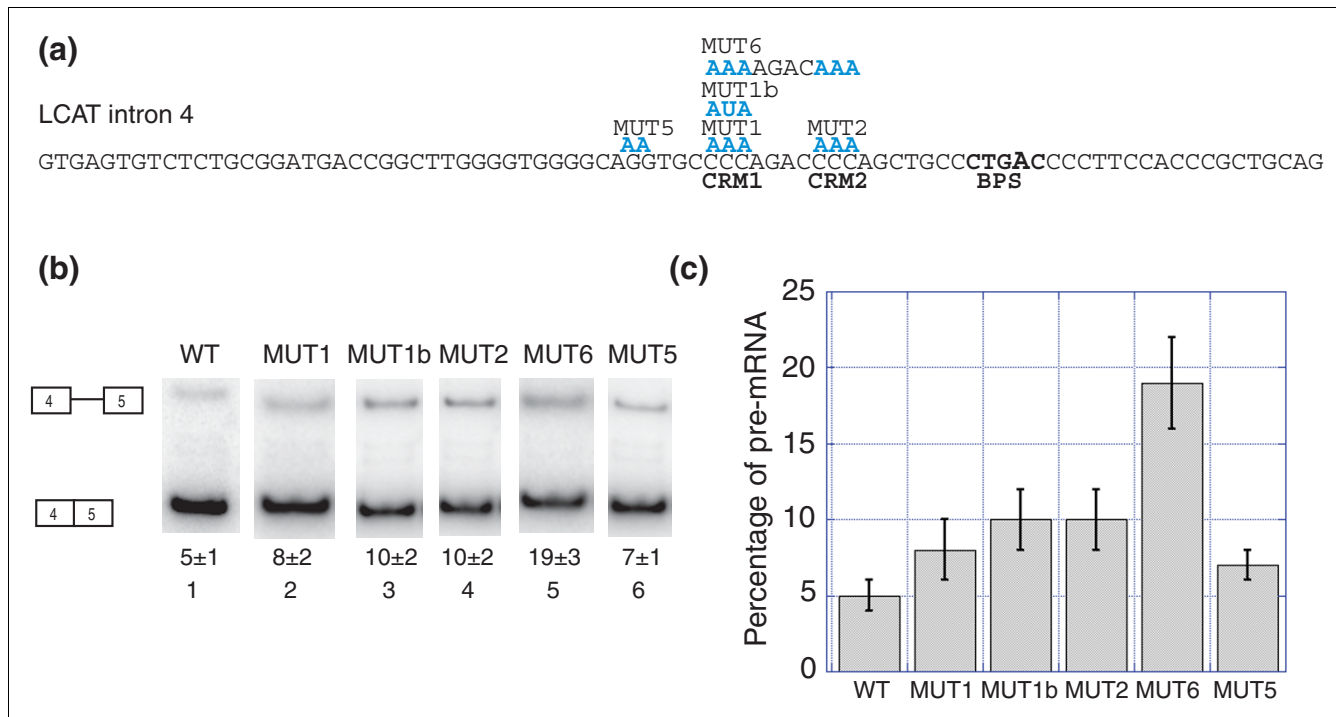 (a)
MUT6
AAAAGACAAA
MUT1b
AUA
LCAT intron 4
MUT5 MUT1 MUT2
AA AAA AAA
GTGAGTGTCTCTGCGGATGACCGGCTTGGGGTGGGGCAGGTGCCCCAGACCCCAGCTGCCCTGACCCCTTCCACCCGCTGCAG
CRM1 CRM2 BPS
(b)
WT MUT1 MUT1b MUT2 MUT6 MUT5
4 5
4 5
5±1 8±2 10±2 10±2 19±3 7±1
1 2 3 4 5 6
(c)
Percentage of pre-mRNA
25
20
15
10
5
0
WT MUT1 MUT1b MUT2 MUT6 MUT5